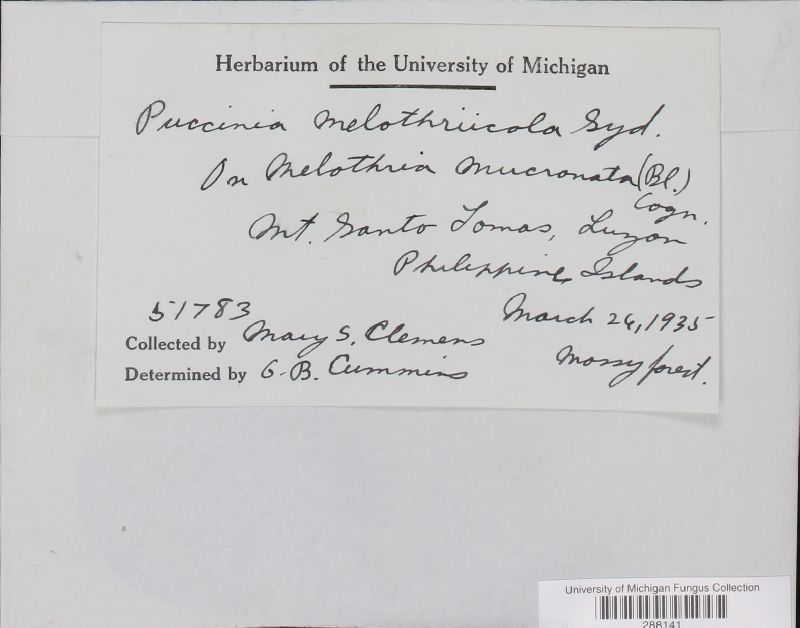 Herbarium of the University of Michigan
Puccinia melothriicola Syd.
On Melothria mucronata (Bl.)
Cogn.
Mt. Santo Tomas, Luzon
Philippine Islands
51783
March 26, 1935
Collected by Mary S. Clemens
Mossy forest.
Determined by G. B. Cummins
University of Michigan Fungus Collection
288141